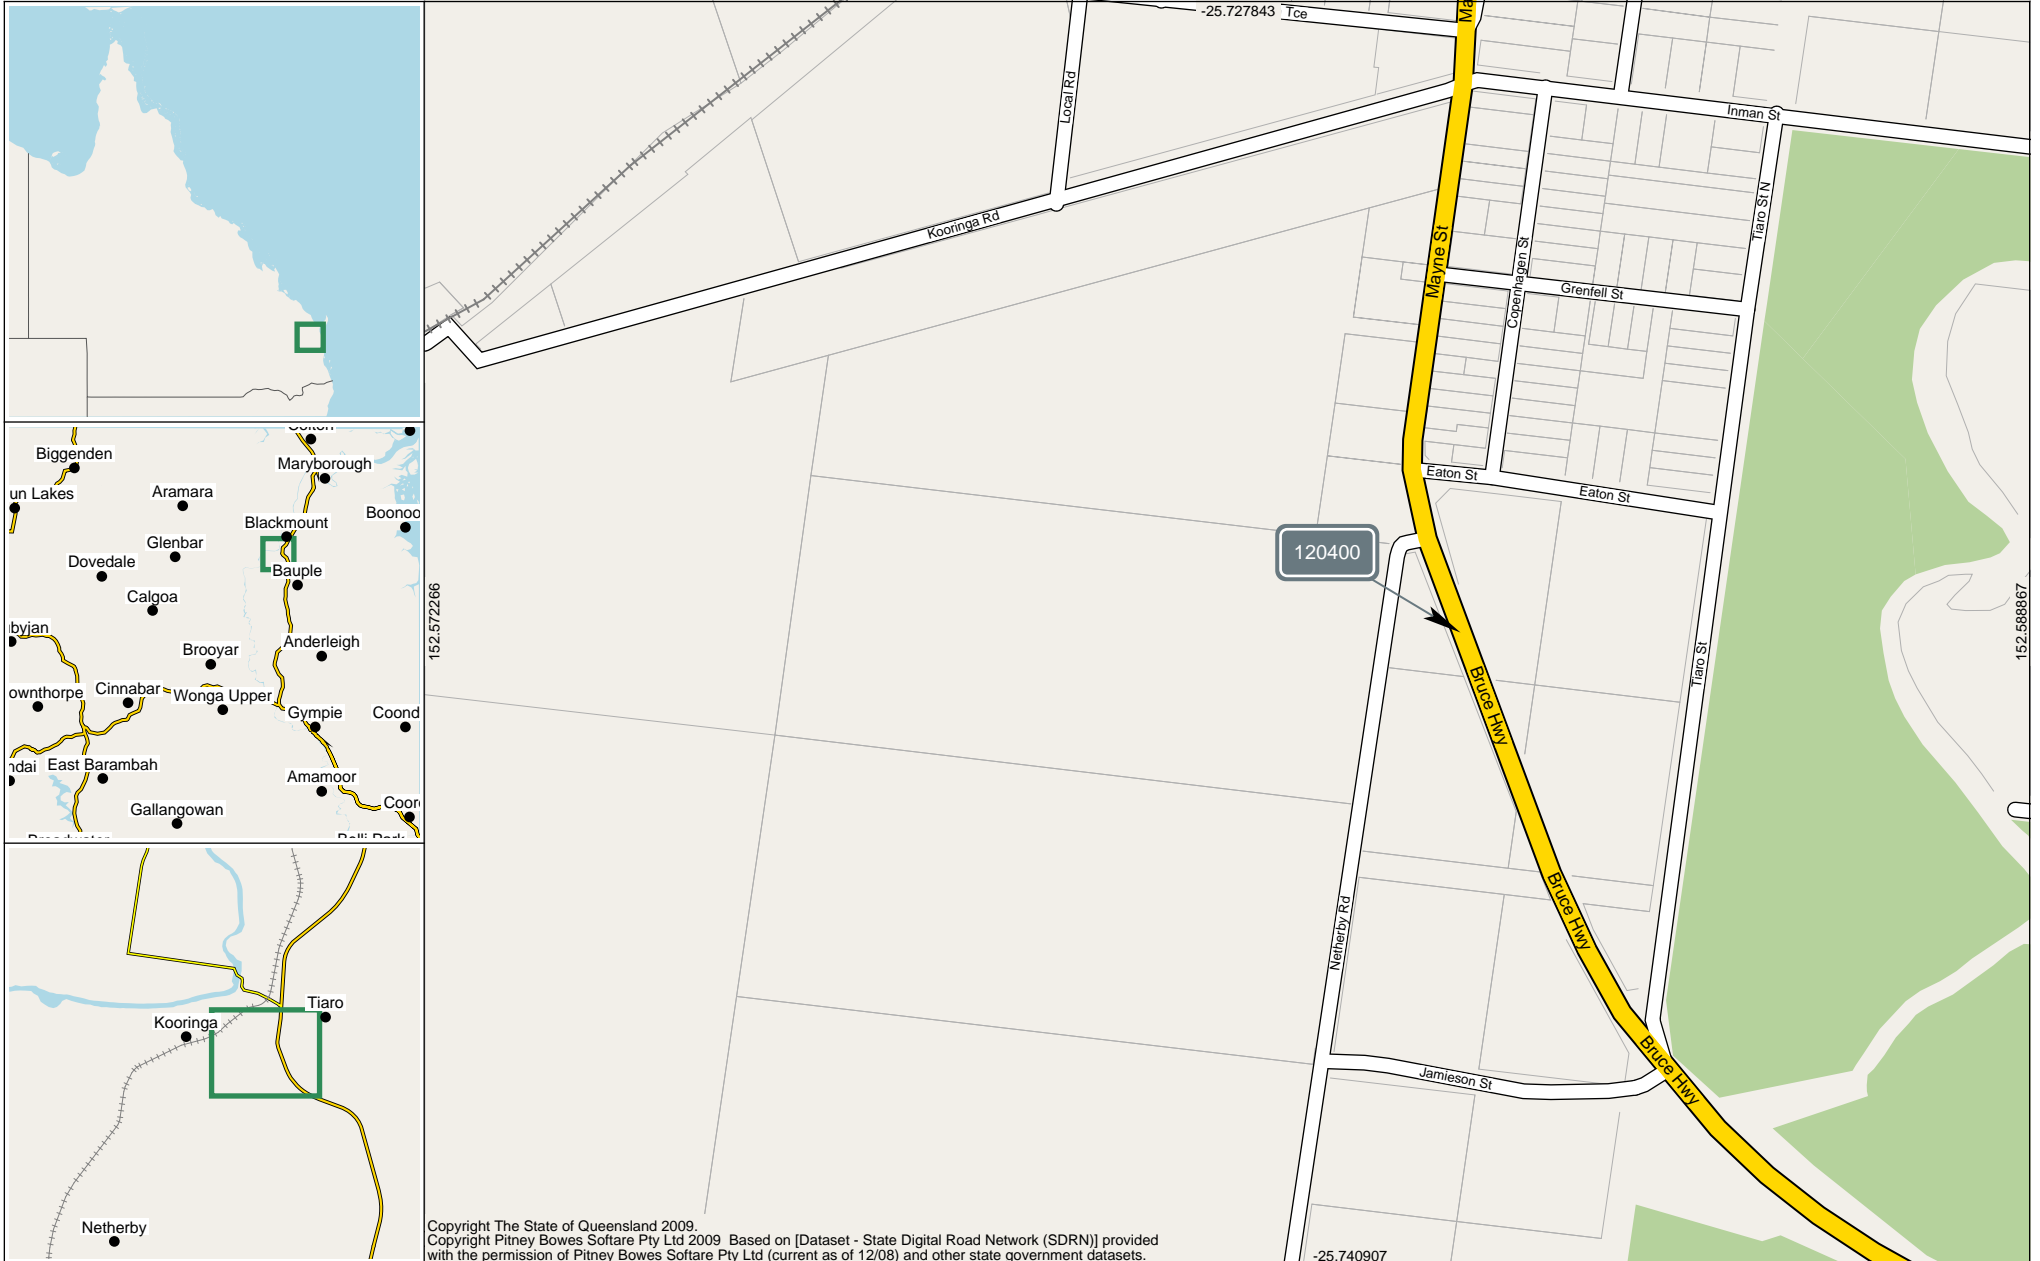 Biggenden
Maryborough
un Lakes
Aramara
Boonoo
Blackmount
Glenbar
Dovedale
Bauple
Calgoa
byjan
Anderleigh
Brooyar
ownthorpe
Cinnabar
Wonga Upper
Gympie
Coond
ndai
East Barambah
Amamoor
Coor
Gallangowan
Tiaro
Kooringa
Netherby
-25.727843
Tce
Ma
Local Rd
Inman St
Kooringa Rd
Mayne St
Copenhagen St
Tiaro St N
Grenfell St
Eaton St
Eaton St
120400
152.572266
152.588867
Tiaro St
Bruce Hwy
Bruce Hwy
Netherby Rd
Bruce Hwy
Jamieson St
Copyright The State of Queensland 2009.
Copyright Pitney Bowes Softare Pty Ltd 2009 Based on [Dataset - State Digital Road Network (SDRN)] provided
with the permission of Pitney Bowes Softare Pty Ltd (current as of 12/08) and other state government datasets.
-25.740907